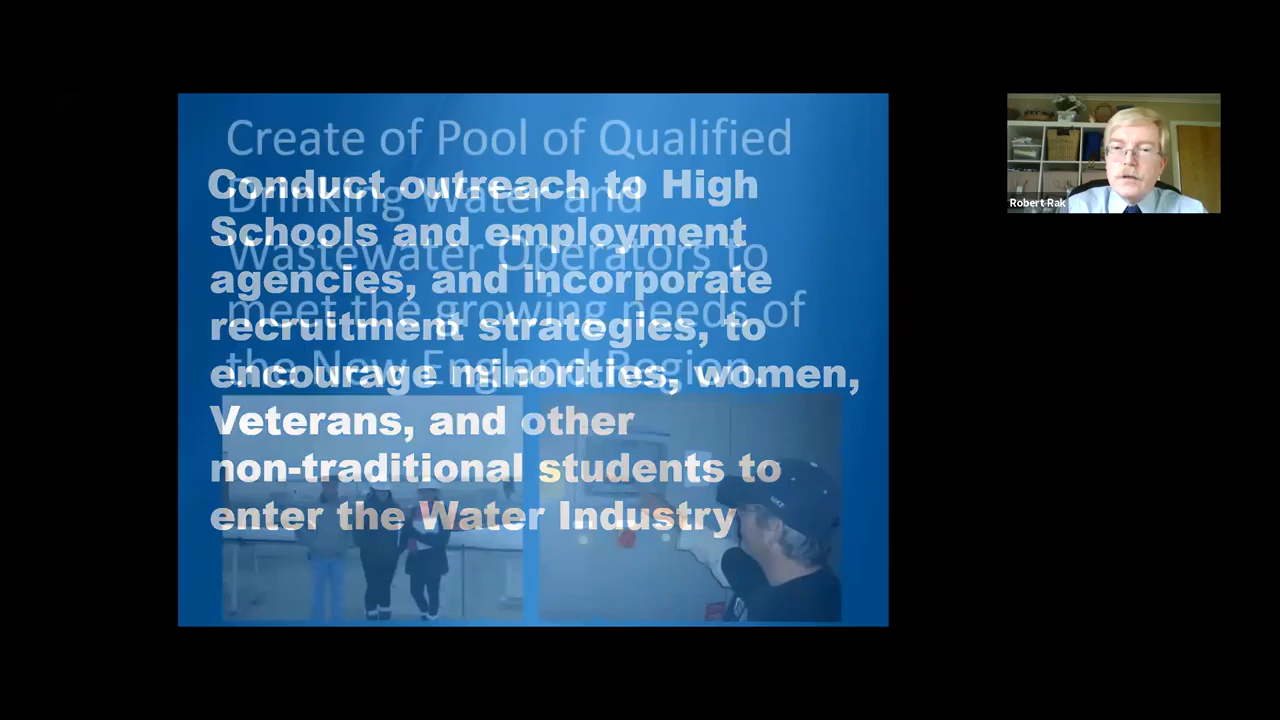 Create of Pool of Qualified
Drinking Water and
Wastewater Operators to
meet the growing needs of
the New England Region.
Conduct outreach to High
Schools and employment
agencies, and incorporate
recruitment strategies, to
encourage minorities, women,
Veterans, and other
non-traditional students to
enter the Water Industry
Robert Rak